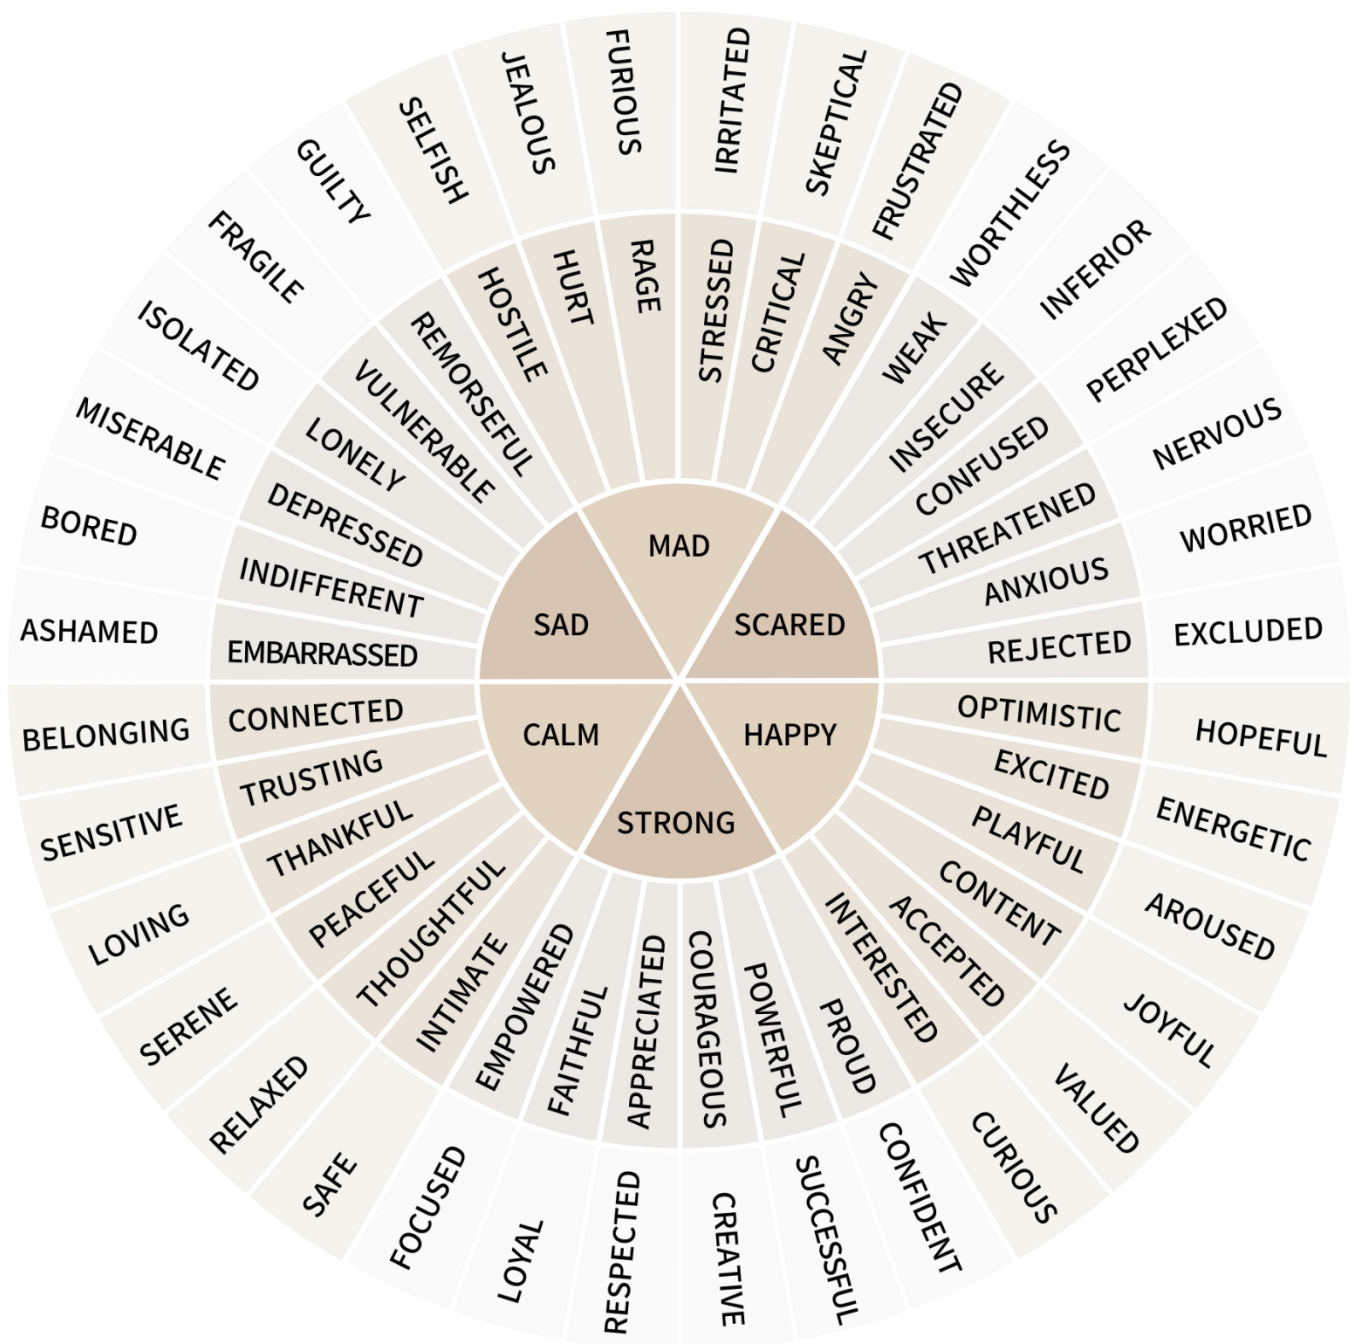 MAD
SCARED
HAPPY
STRONG
CALM
SAD
HOSTILE
HURT
RAGE
STRESSED
CRITICAL
ANGRY
WEAK
INSECURE
CONFUSED
THREATENED
ANXIOUS
REJECTED
OPTIMISTIC
EXCITED
PLAYFUL
CONTENT
ACCEPTED
INTERESTED
PROUD
POWERFUL
COURAGEOUS
APPRECIATED
FAITHFUL
EMPOWERED
INTIMATE
THOUGHTFUL
PEACEFUL
THANKFUL
TRUSTING
CONNECTED
EMBARRASSED
INDIFFERENT
DEPRESSED
LONELY
VULNERABLE
REMORSEFUL
SELFISH
JEALOUS
FURIOUS
IRRITATED
SKEPTICAL
FRUSTRATED
WORTHLESS
INFERIOR
PERPLEXED
NERVOUS
WORRIED
EXCLUDED
HOPEFUL
ENERGETIC
AROUSED
JOYFUL
VALUED
CURIOUS
CONFIDENT
SUCCESSFUL
CREATIVE
RESPECTED
LOYAL
FOCUSED
SAFE
RELAXED
SERENE
LOVING
SENSITIVE
BELONGING
ASHAMED
BORED
MISERABLE
ISOLATED
FRAGILE
GUILTY